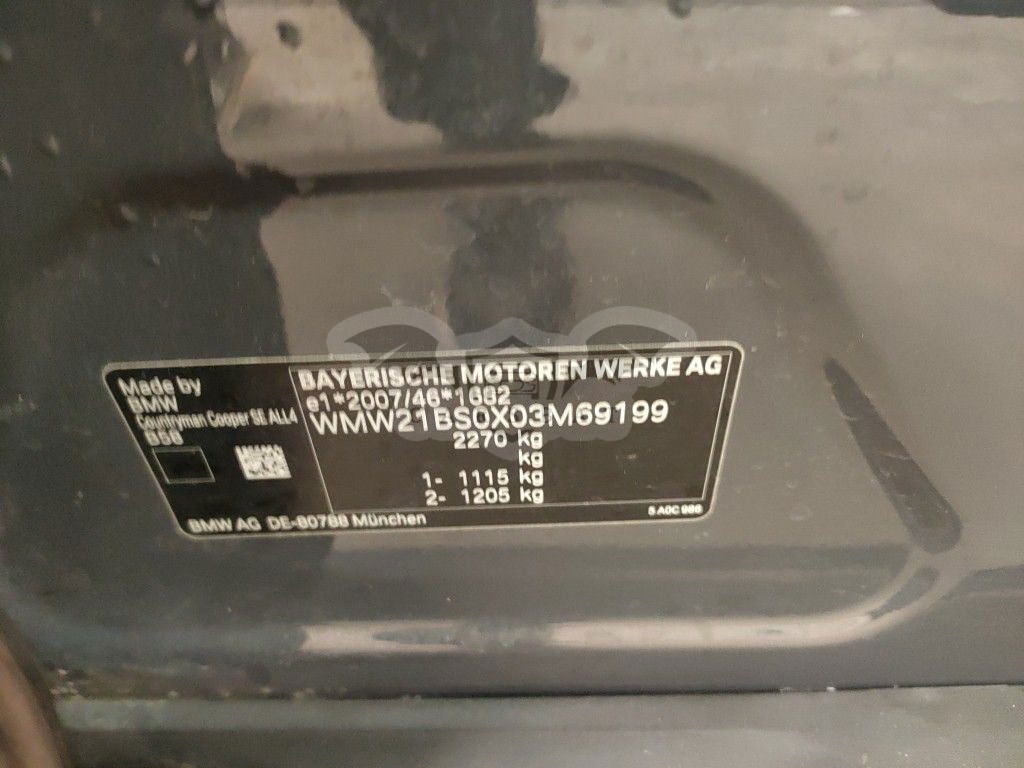 Made by
BMW
Countryman Cooper SE ALL4
BAYERISCHE MOTOREN WERKE AG
e1*2007/46*1682
WMW21BS0X03M69199
2270 kg
kg
1- 1115 kg
2- 1205 kg
BMW AG DE-80788 München